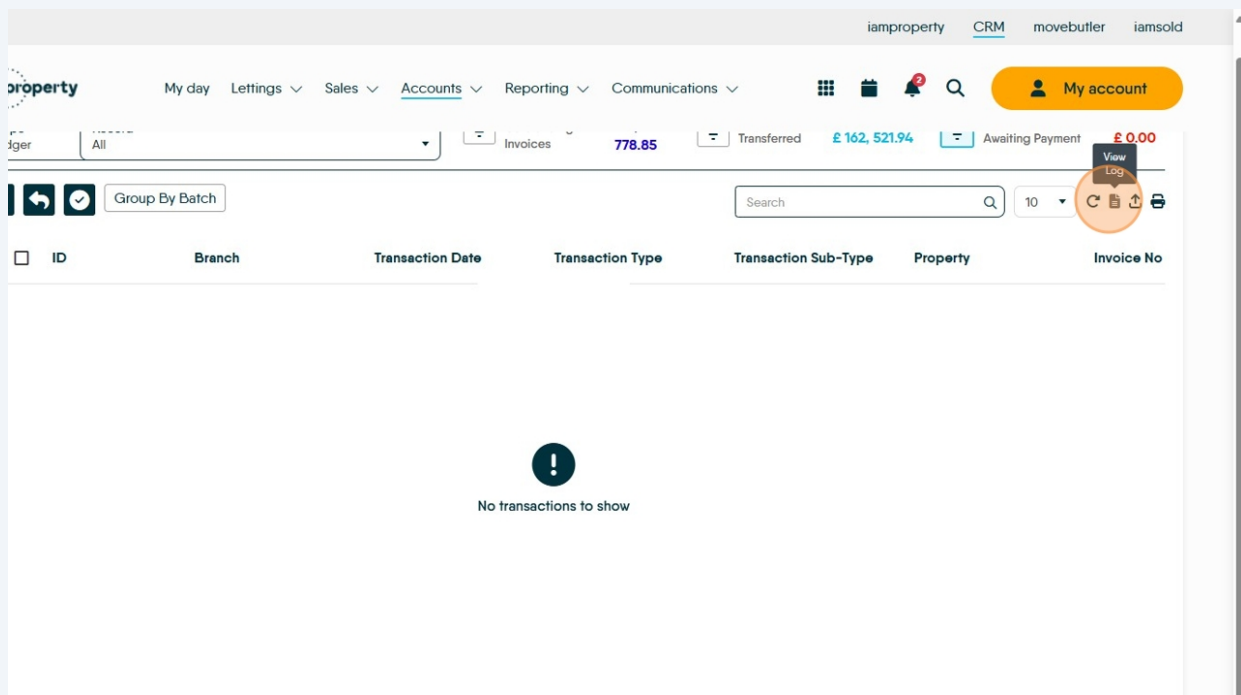 iamproperty CRM movebutler iamsold
property My day Lettings Sales Accounts Reporting Communications 2 My account
dger All Invoices 778.85 Transferred £ 162, 521.94 Awaiting Payment £ 0.00
View
Log
Group By Batch Search 10
ID Branch Transaction Date Transaction Type Transaction Sub-Type Property Invoice No
No transactions to show